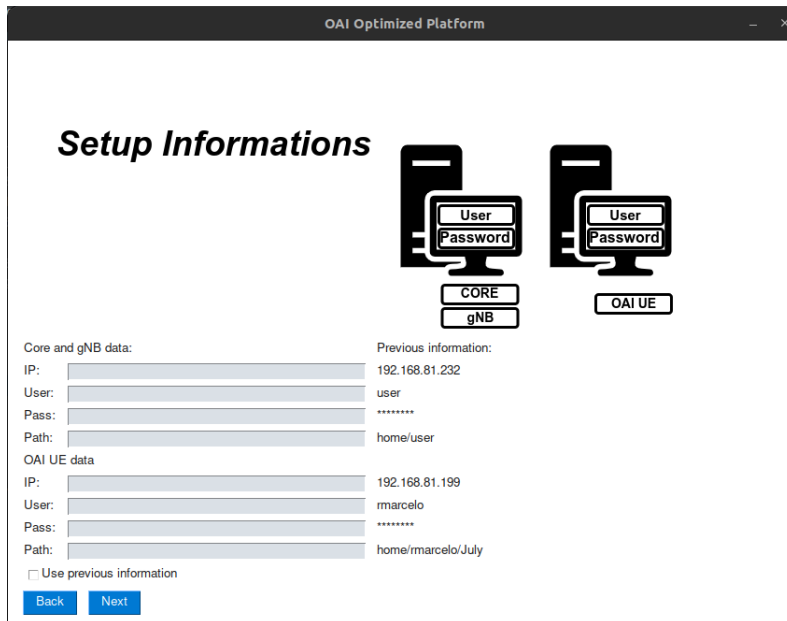 OAI Optimized Platform
Setup Informations
User User
Password Password
CORE
gNB
OAI UE
Core and gNB data: Previous information:
IP: 192.168.81.232
User: user
Pass: ********
Path: home/user
OAI UE data
IP: 192.168.81.199
User: rmarcelo
Pass: ********
Path: home/rmarcelo/July
Use previous information
Back Next